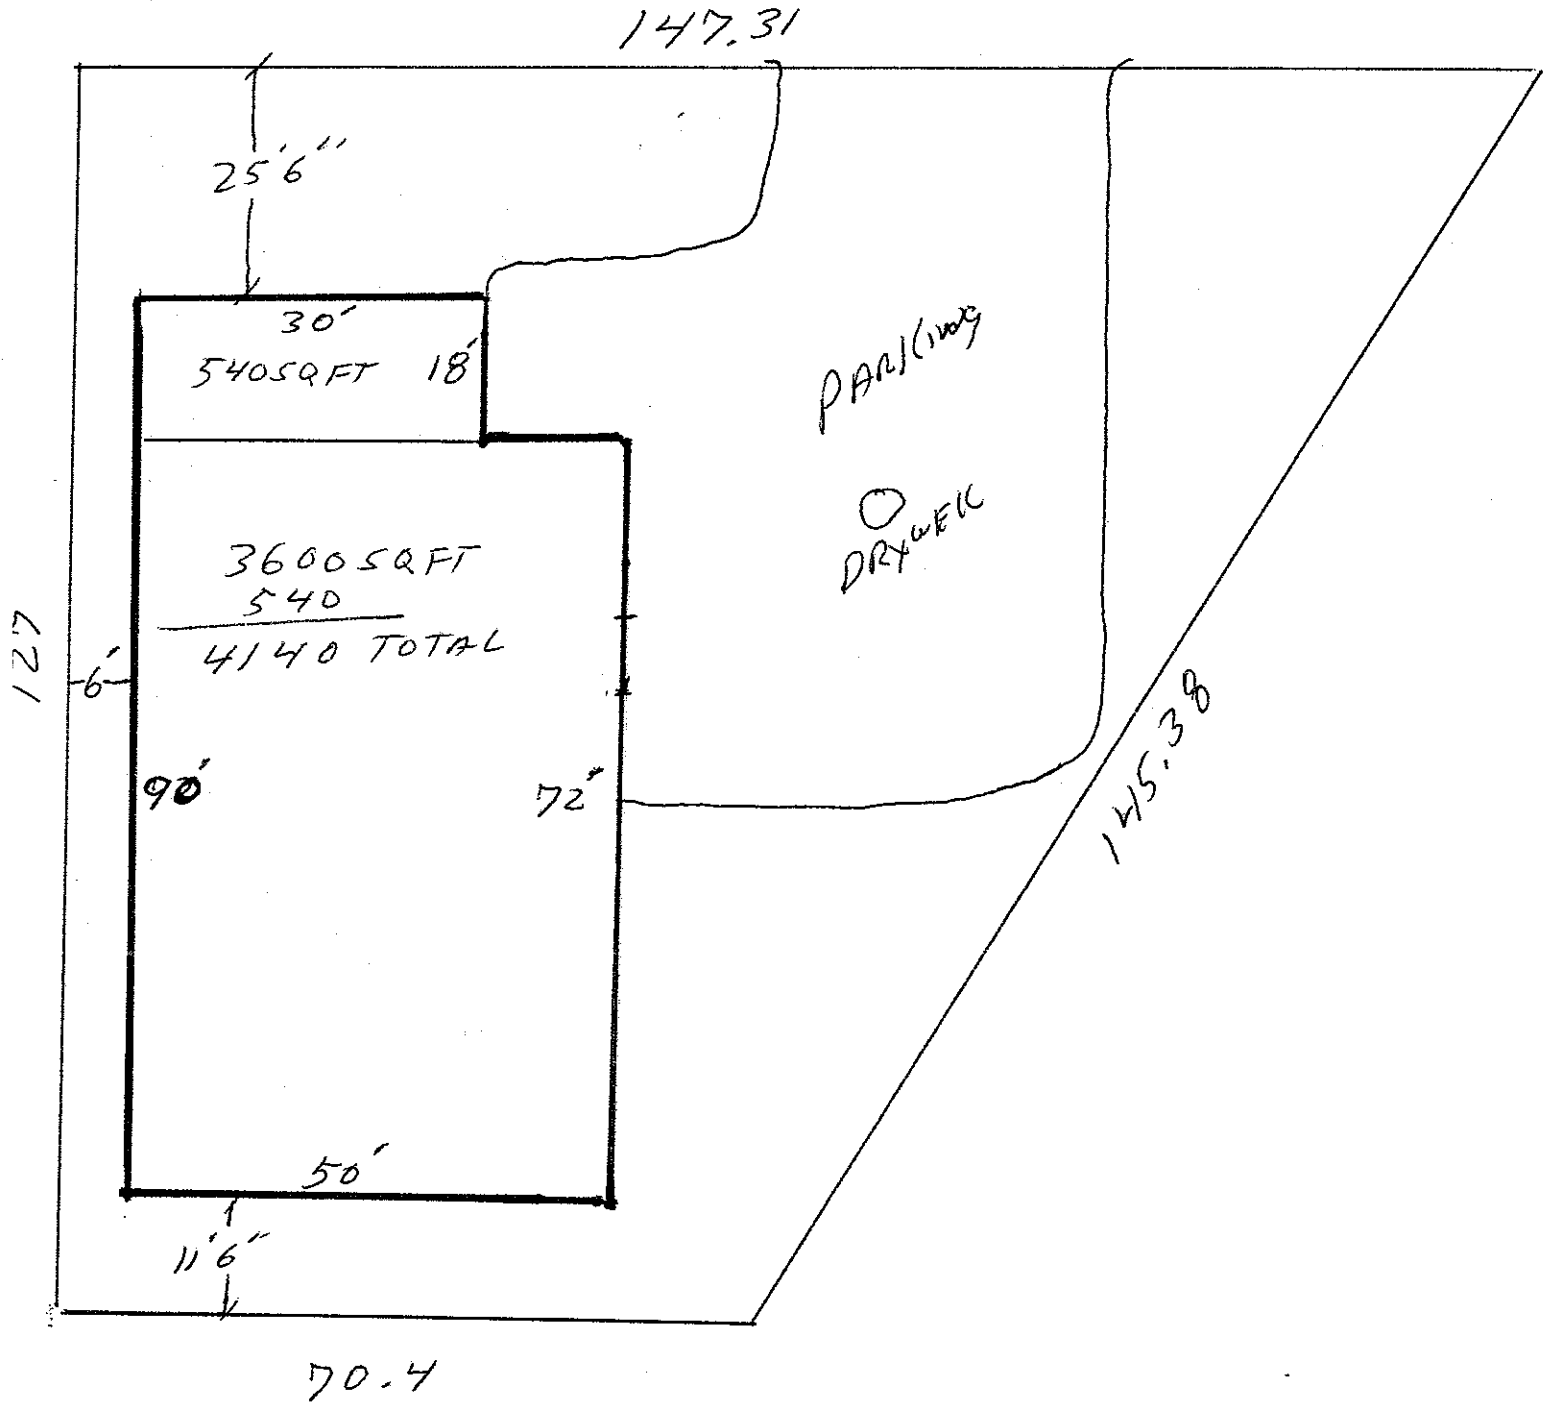 147.31
25'6"
30'
540SQFT 18'
PARKING
DRYWELL
3600SQFT
540
4140 TOTAL
127
6'
145.38
90'
72'
50'
11'6"
70.4